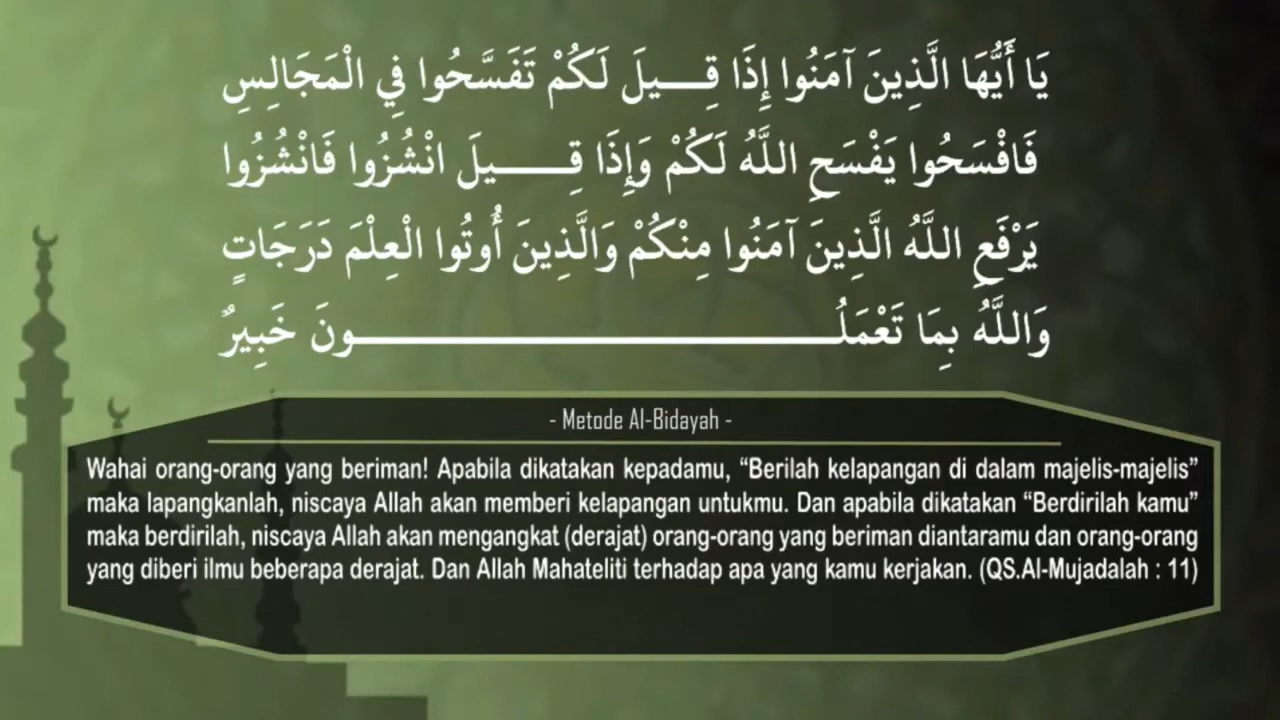 يَا أَيُّهَا الَّذِينَ آمَنُوا إِذَا قِـــيلَ لَكُمْ تَفَسَّحُوا فِي الْمَجَالِسِ
فَافْسَحُوا يَفْسَحِ اللَّهُ لَكُمْ وَإِذَا قِــــيلَ انْشُزُوا فَانْشُزُوا
يَرْفَعِ اللَّهُ الَّذِينَ آمَنُوا مِنْكُمْ وَالَّذِينَ أُوتُوا الْعِلْمَ دَرَجَاتٍ
وَاللَّهُ بِمَا تَعْمَلُــــــــــــــــــــــونَ خَبِيرٌ
- Metode Al-Bidayah -
Wahai orang-orang yang beriman! Apabila dikatakan kepadamu, “Berilah kelapangan di dalam majelis-majelis”
maka lapangkanlah, niscaya Allah akan memberi kelapangan untukmu. Dan apabila dikatakan “Berdirilah kamu”
maka berdirilah, niscaya Allah akan mengangkat (derajat) orang-orang yang beriman diantaramu dan orang-orang
yang diberi ilmu beberapa derajat. Dan Allah Mahateliti terhadap apa yang kamu kerjakan. (QS.Al-Mujadalah : 11)